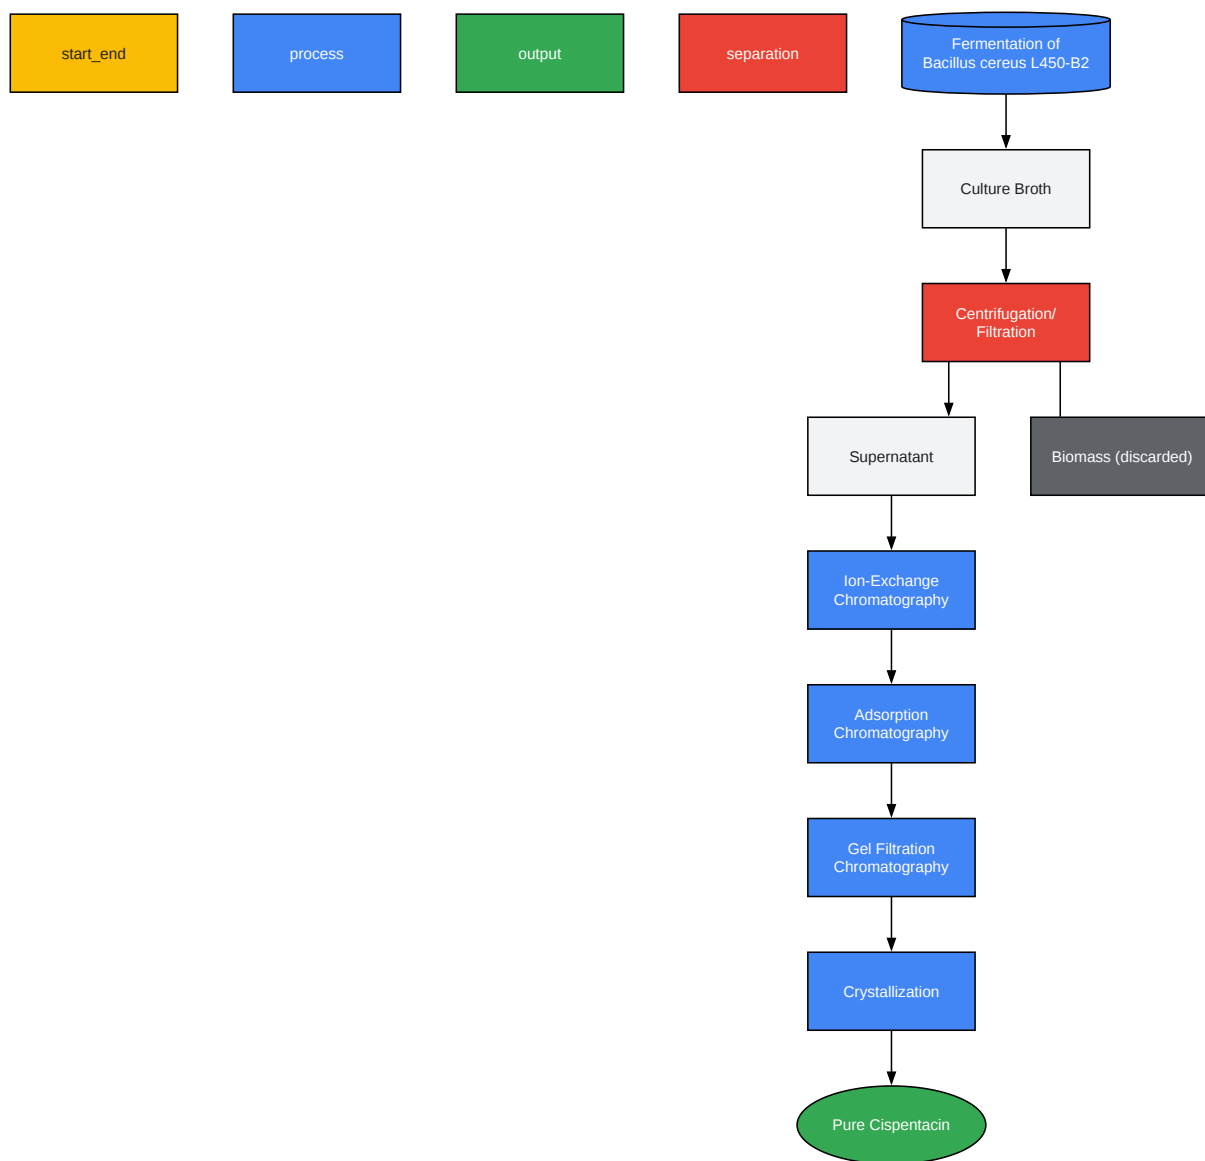 start_end
process
output
separation
Fermentation of
Bacillus cereus L450-B2
Culture Broth
Centrifugation/
Filtration
Supernatant
Biomass (discarded)
Ion-Exchange
Chromatography
Adsorption
Chromatography
Gel Filtration
Chromatography
Crystallization
Pure Cispentacin